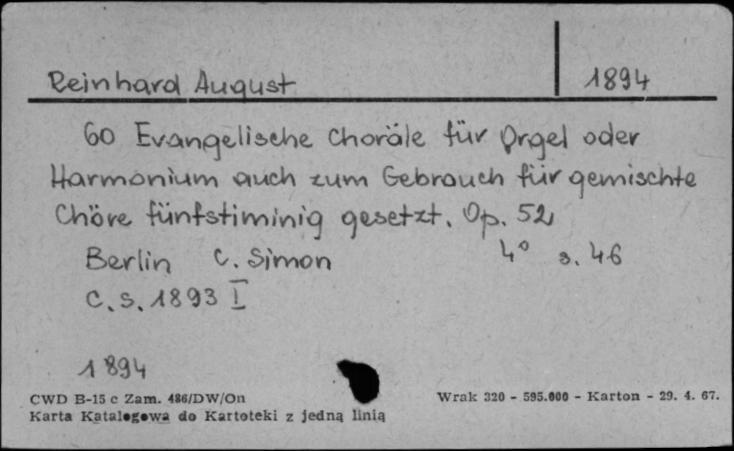 Reinhard August 1894
60 Evangelische Choräle für Orgel oder
Harmonium auch zum Gebrauch für gemischte
Chöre fünfstiminig gesetzt. Op. 52
Berlin C. Simon 4° s. 46
C. s. 1893 I
1894
CWD B-15 c Zam. 486/DW/On Wrak 320 - 595.000 - Karton - 29. 4. 67.
Karta Katalogowa do Kartoteki z jedną linią